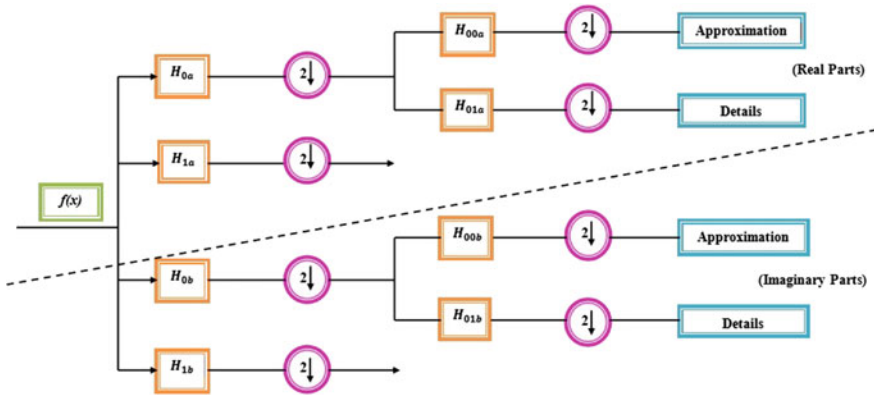 H00a 2↓ Approximation
H0a 2↓ (Real Parts)
H01a 2↓ Details
H1a 2↓
f(x)
H00b 2↓ Approximation
H0b 2↓ (Imaginary Parts)
H01b 2↓ Details
H1b 2↓